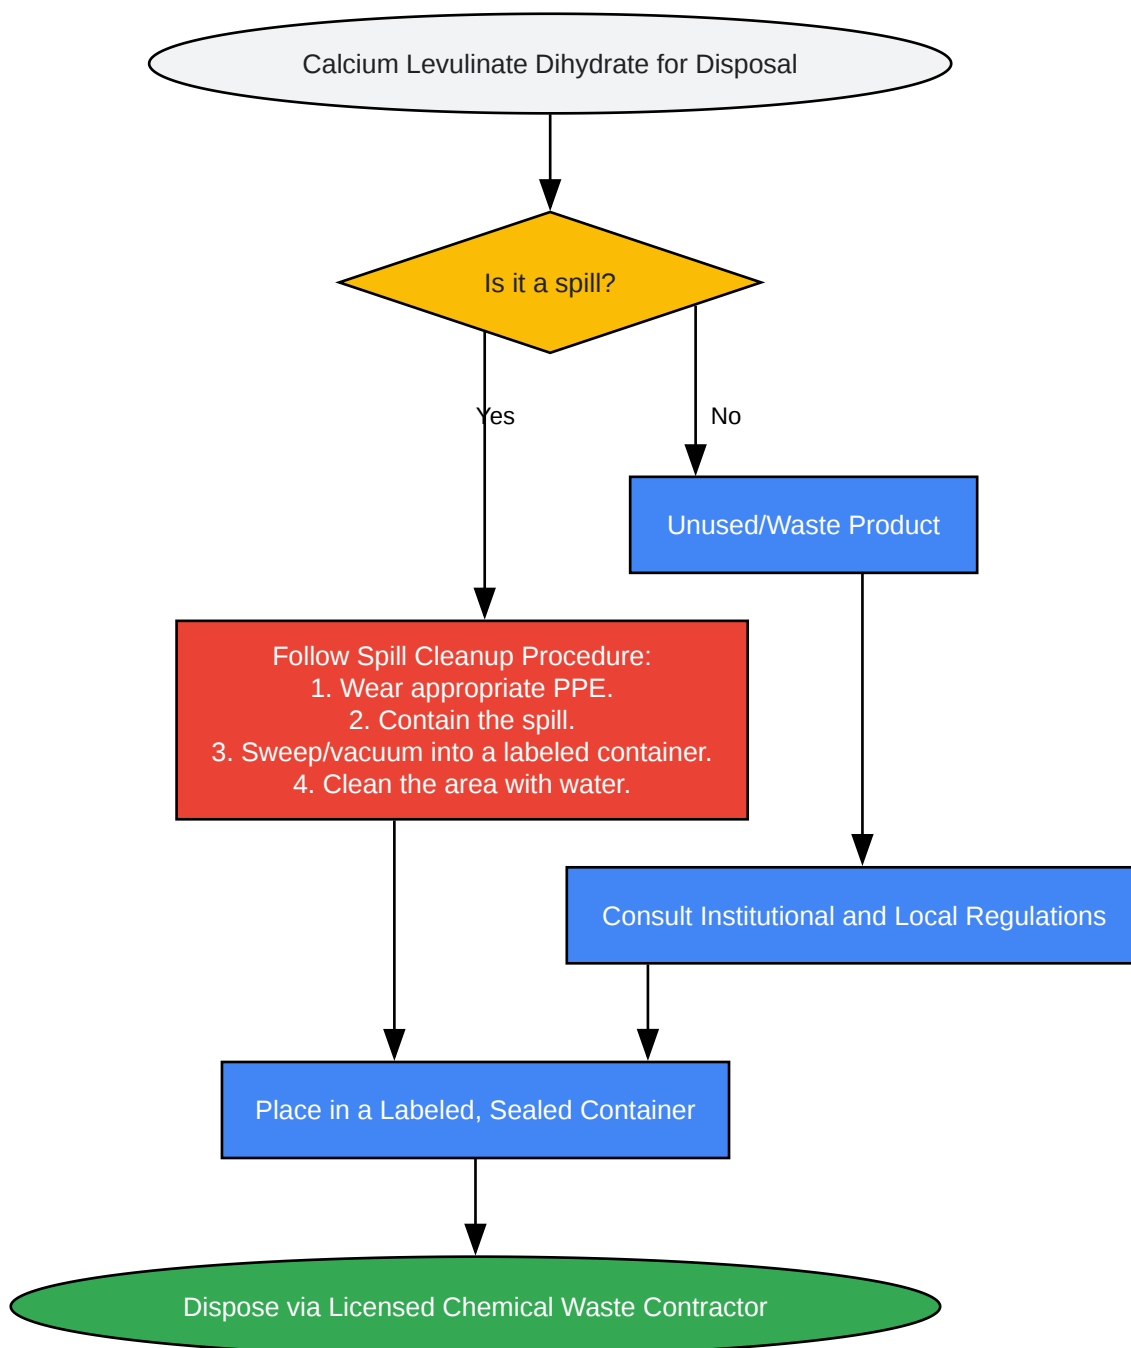 Calcium Levulinate Dihydrate for Disposal
Is it a spill?
Yes
No
Unused/Waste Product
Follow Spill Cleanup Procedure:
1. Wear appropriate PPE.
2. Contain the spill.
3. Sweep/vacuum into a labeled container.
4. Clean the area with water.
Consult Institutional and Local Regulations
Place in a Labeled, Sealed Container
Dispose via Licensed Chemical Waste Contractor